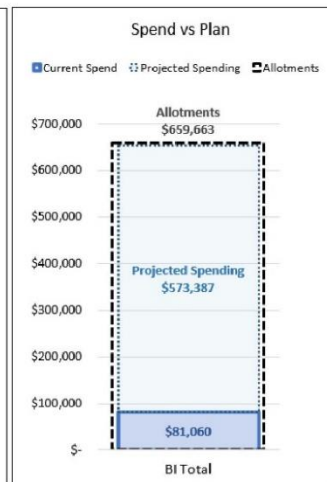 Spend vs Plan
Current Spend Projected Spending Allotments
Allotments
$659,663
$700,000
$600,000
$500,000
$400,000
Projected Spending
$573,387
$300,000
$200,000
$100,000
$81,060
$-
BI Total